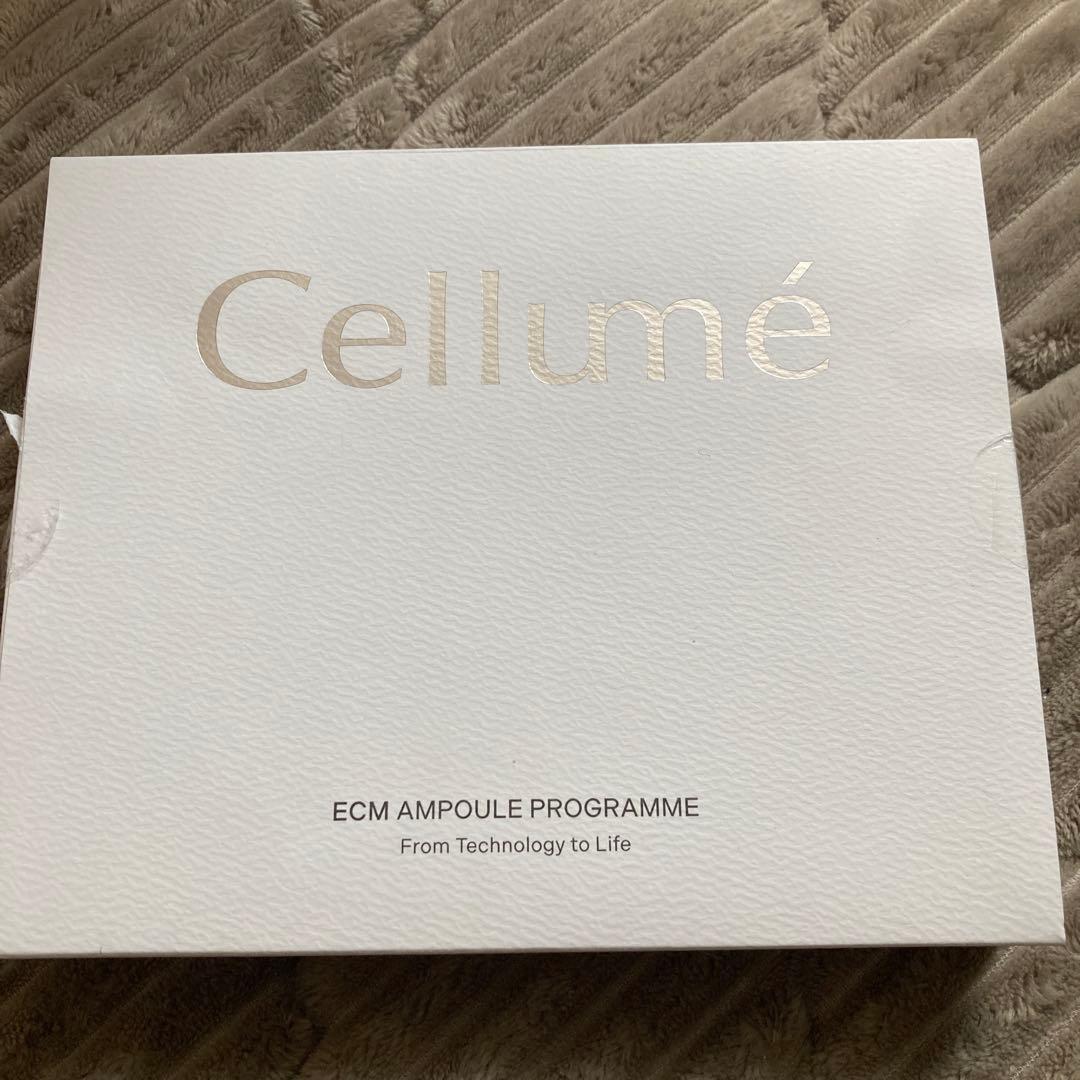 Cellumé
ECM AMPOULE PROGRAMME
From Technology to Life